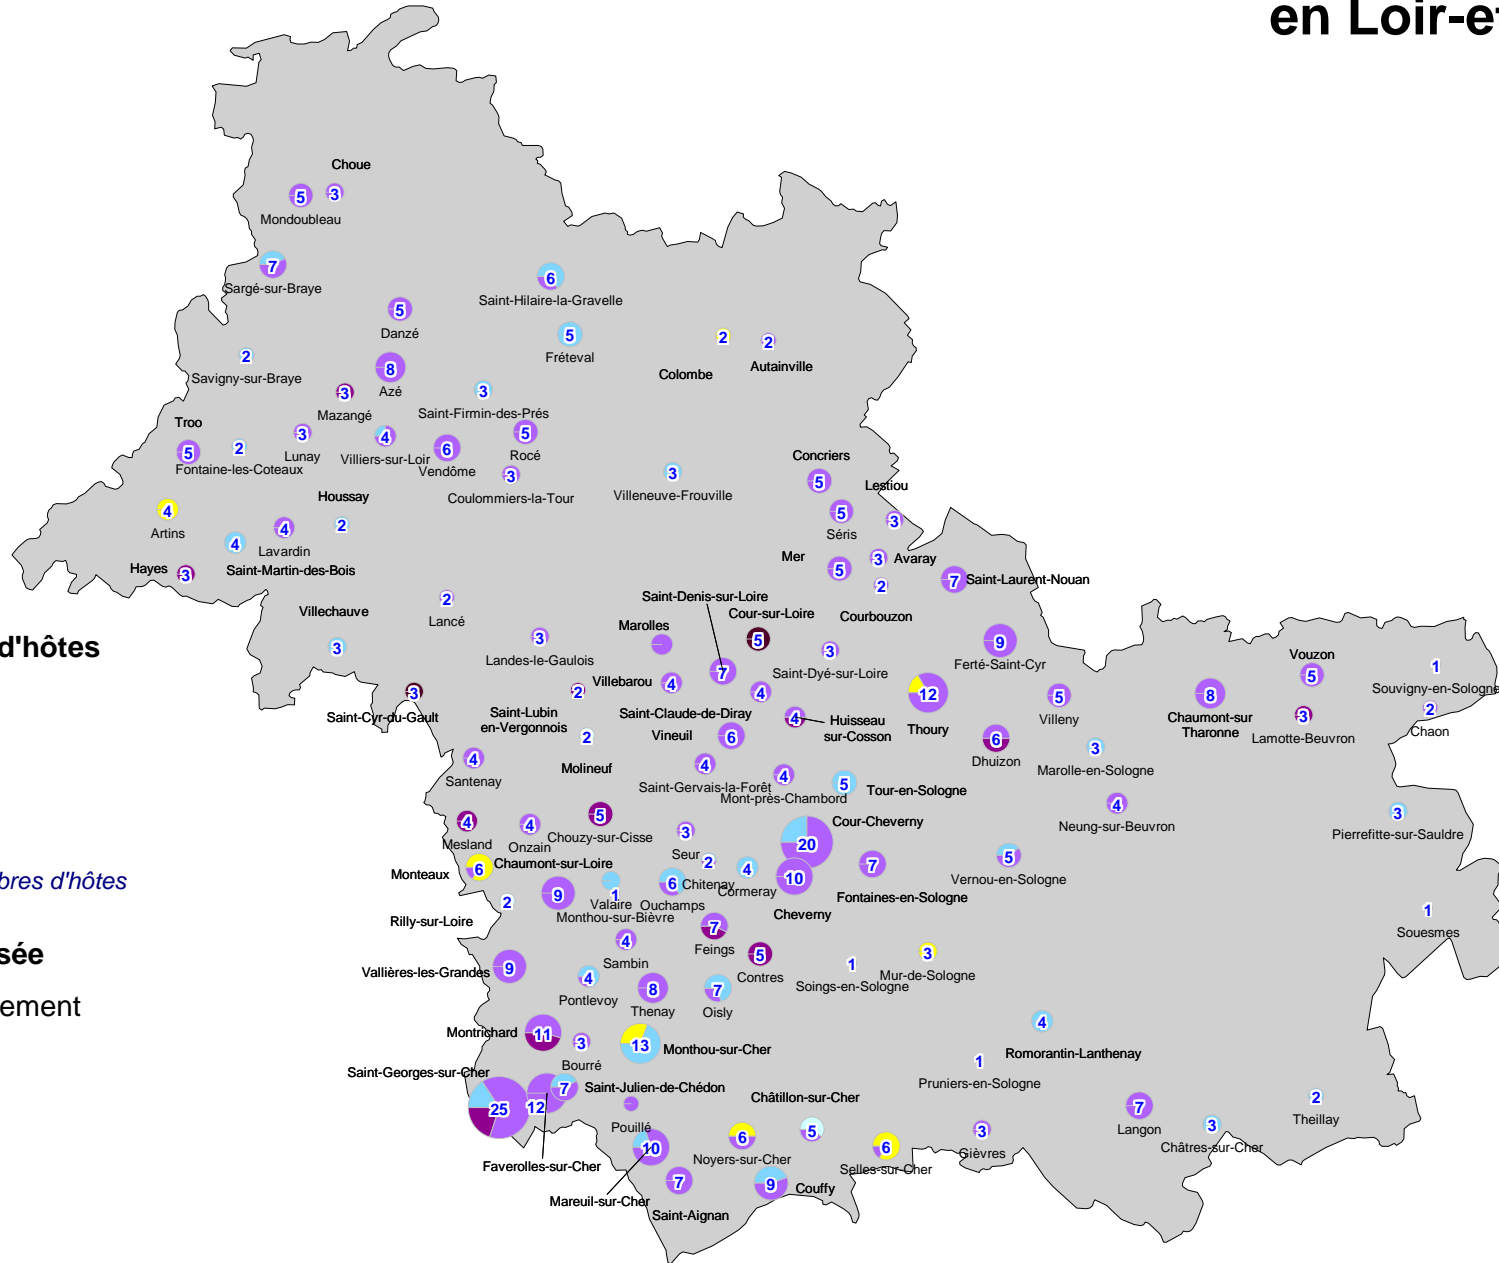 en Loir-et
Choue
5
3
Mondoubleau
7
Sargé-sur-Braye
6
Saint-Hilaire-la-Gravelle
5
Danzé
5
Fréteval
2
Colombe
2
Autainville
2
Savigny-sur-Braye
8
Azé
3
Mazangé
3
Saint-Firmin-des-Prés
Troo
5
2
Fontaine-les-Coteaux
3
Lunay
4
Villiers-sur-Loir
6
Vendôme
5
Rocé
3
Coulommiers-la-Tour
3
Villeneuve-Frouville
Concriers
5
Lestiou
3
5
Séris
Houssay
2
4
Artins
4
Lavardin
4
Saint-Martin-des-Bois
Hayes
3
Mer
5
3
Avaray
2
Courbouzon
7
Saint-Laurent-Nouan
Villechauve
3
2
Lancé
3
Landes-le-Gaulois
Saint-Denis-sur-Loire
7
Cour-sur-Loire
5
Marolles
3
Saint-Dyé-sur-Loire
9
Ferté-Saint-Cyr
d'hôtes
Villebarou
4
4
Saint-Claude-de-Diray
2
Saint-Lubin
en-Vergonnois
3
Saint-Cyr-du-Gault
4
Huisseau
sur-Cosson
12
Thoury
5
Villeny
8
Chaumont-sur
Tharonne
Vouzon
5
3
Lamotte-Beuvron
1
Souvigny-en-Sologne
2
Chaon
2
Molineuf
Vineuil
6
4
Santenay
4
Saint-Gervais-la-Forêt
4
Mont-près-Chambord
5
Tour-en-Sologne
6
Dhuizon
3
Marolle-en-Sologne
4
Neung-sur-Beuvron
3
Pierrefitte-sur-Sauldre
4
Mesland
4
Onzain
5
Chouzy-sur-Cisse
3
Seur
2
Chitenay
4
Cormeray
20
Cour-Cheverny
10
Cheverny
7
Fontaines-en-Sologne
5
Vernou-en-Sologne
Monteaux
6
Chaumont-sur-Loire
9
Monthou-sur-Bièvre
1
Valaire
6
Ouchamps
bres d'hôtes
2
Rilly-sur-Loire
4
Sambin
7
Feings
5
Contres
1
Soings-en-Sologne
3
Mur-de-Sologne
1
Souesmes
sée
Vallières-les-Grandes
9
4
Pontlevoy
8
Thenay
7
Oisly
ement
Montrichard
11
3
Bourré
13
Monthou-sur-Cher
4
Romorantin-Lanthenay
1
Pruniers-en-Sologne
Saint-Georges-sur-Cher
25
12
7
Saint-Julien-de-Chédon
Pouillé
Châtillon-sur-Cher
5
7
Langon
3
Châtres-sur-Cher
2
Theillay
Faverolles-sur-Cher
10
Mareuil-sur-Cher
6
Noyers-sur-Cher
6
Selles-sur-Cher
3
Gièvres
7
Saint-Aignan
9
Couffy